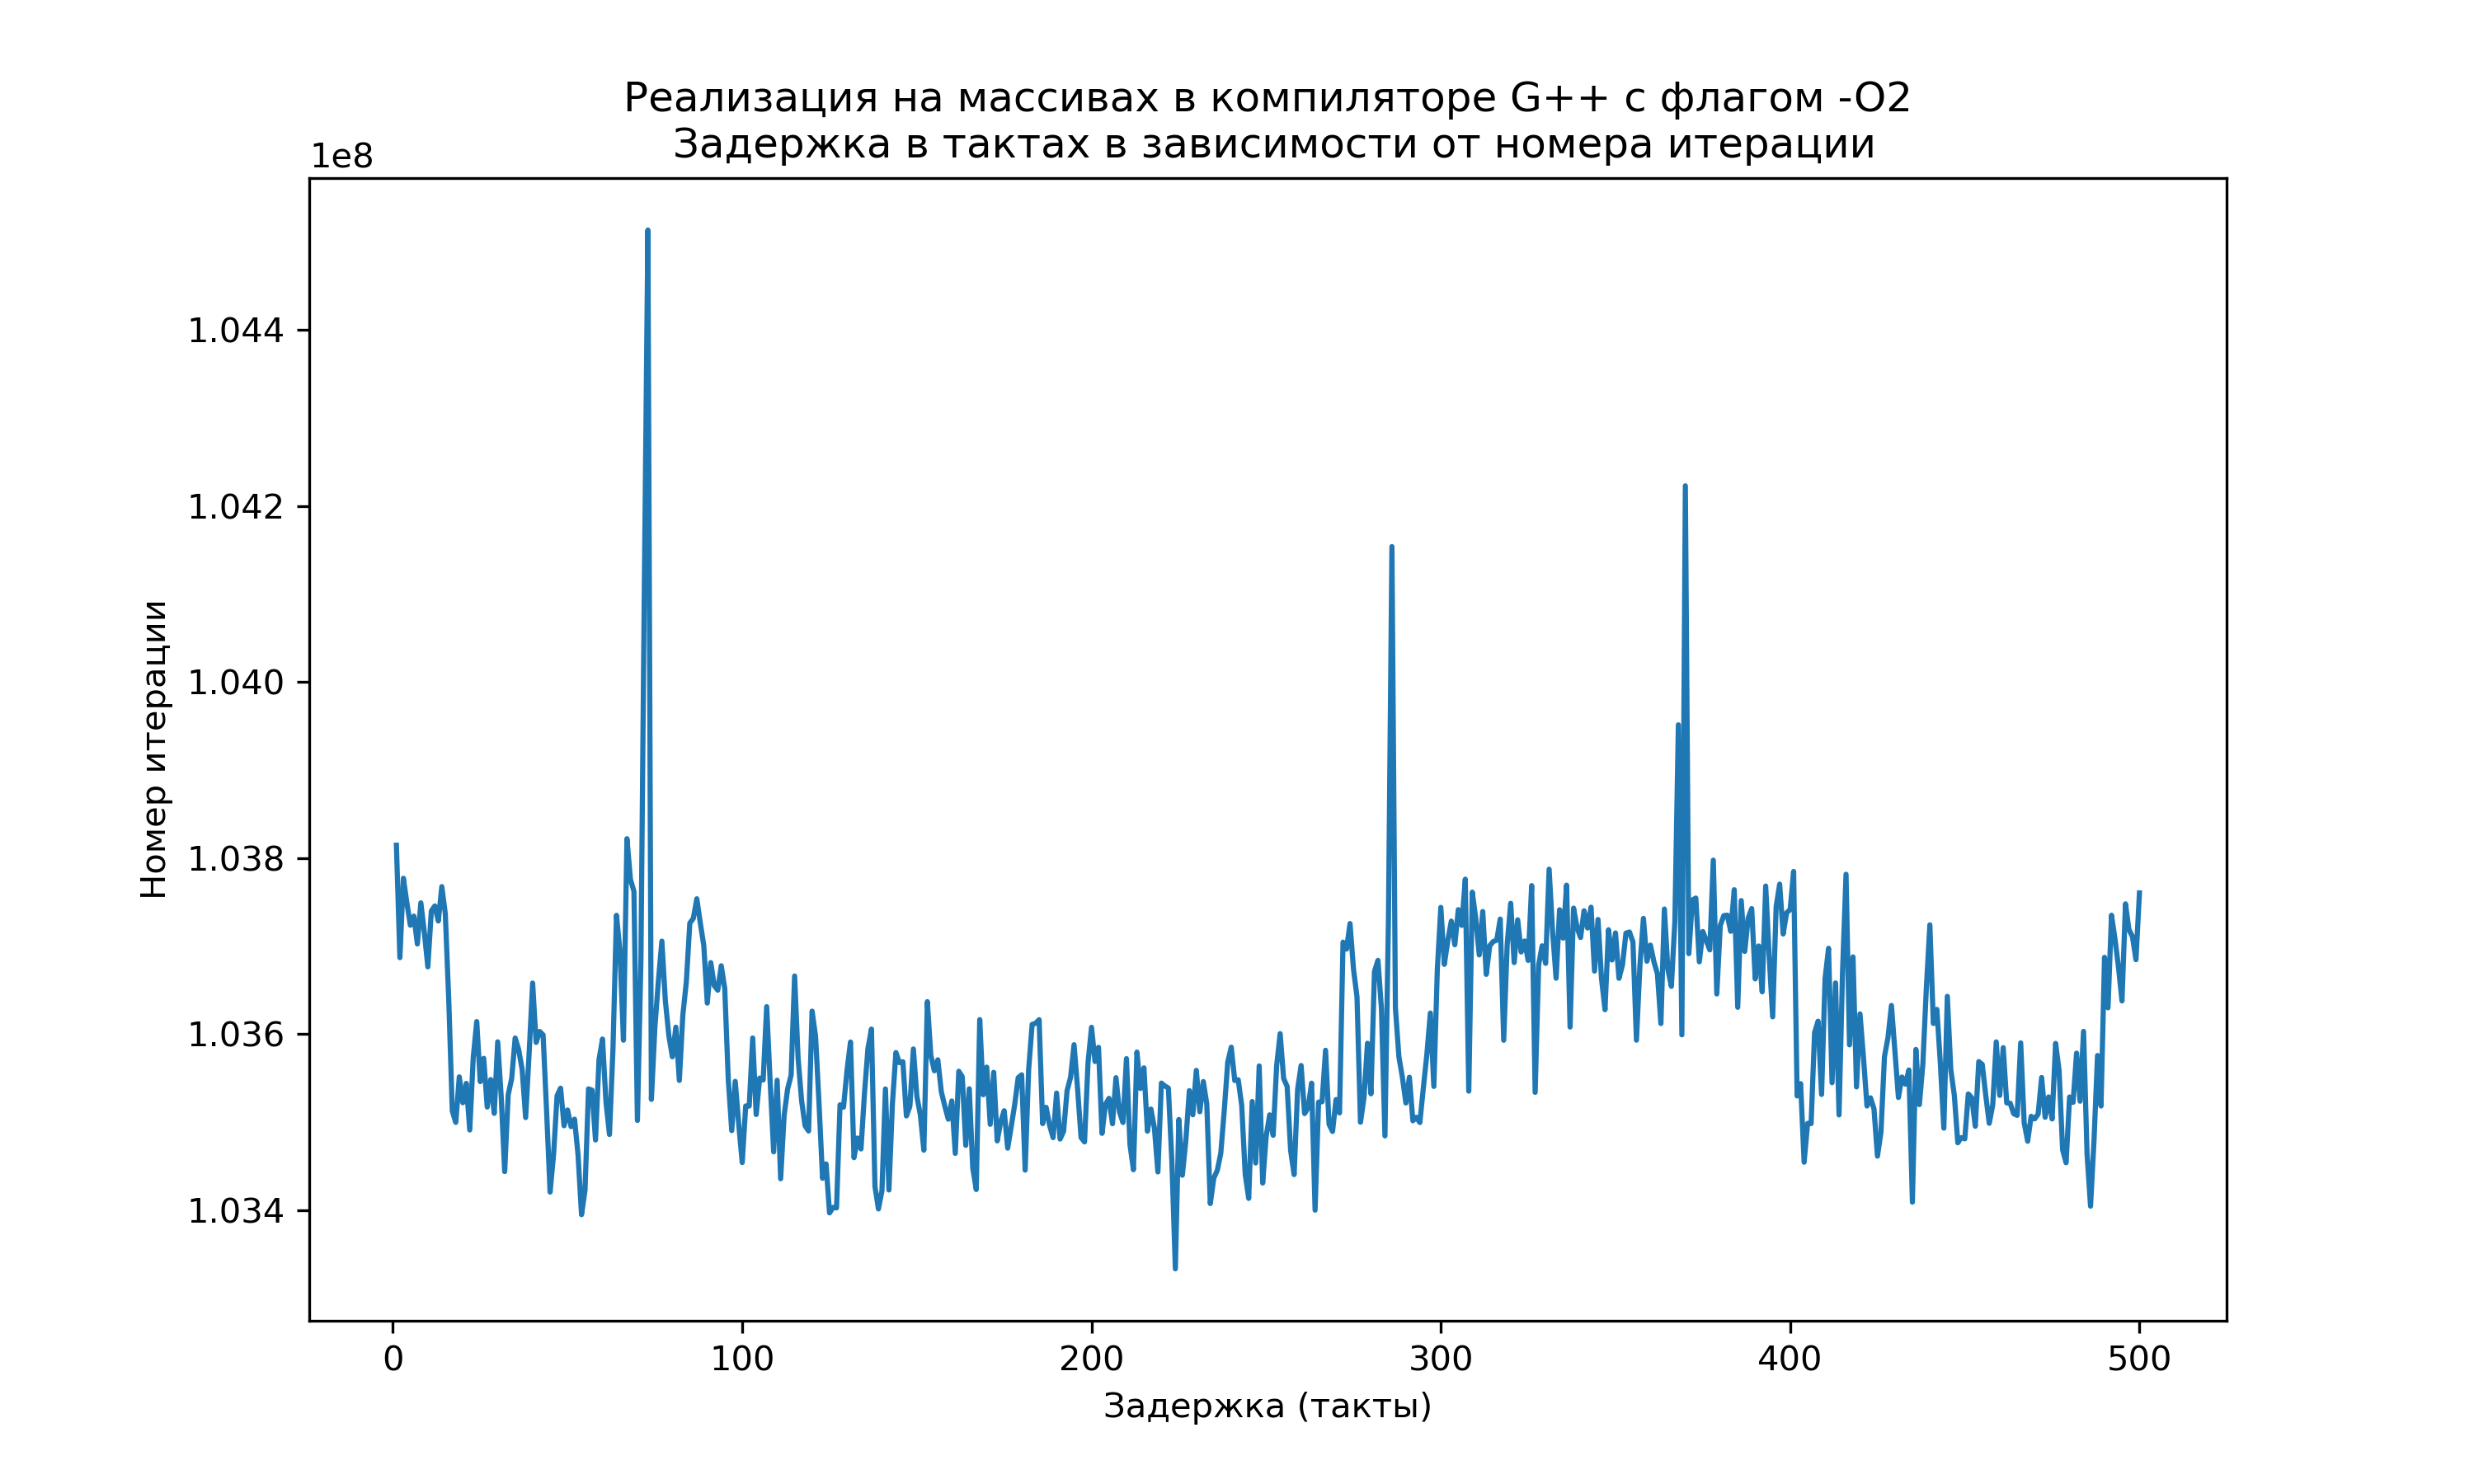 Реализация на массивах в компиляторе G++ с флагом -O2
Задержка в тактах в зависимости от номера итерации
1e8
1.044
1.042
1.040
1.038
1.036
1.034
Номер итерации
0 100 200 300 400 500
Задержка (такты)